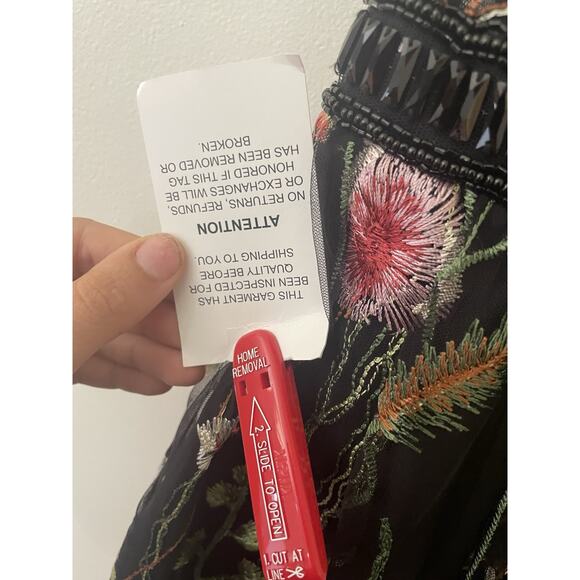 THIS GARMENT HAS
BEEN INSPECTED FOR
QUALITY BEFORE
SHIPPING TO YOU.
ATTENTION
NO RETURNS, REFUNDS,
OR EXCHANGES WILL BE
HONORED IF THIS TAG
HAS BEEN REMOVED OR
BROKEN.
HOME
REMOVAL
2. SLIDE TO OPEN
1. CUT AT
LINE